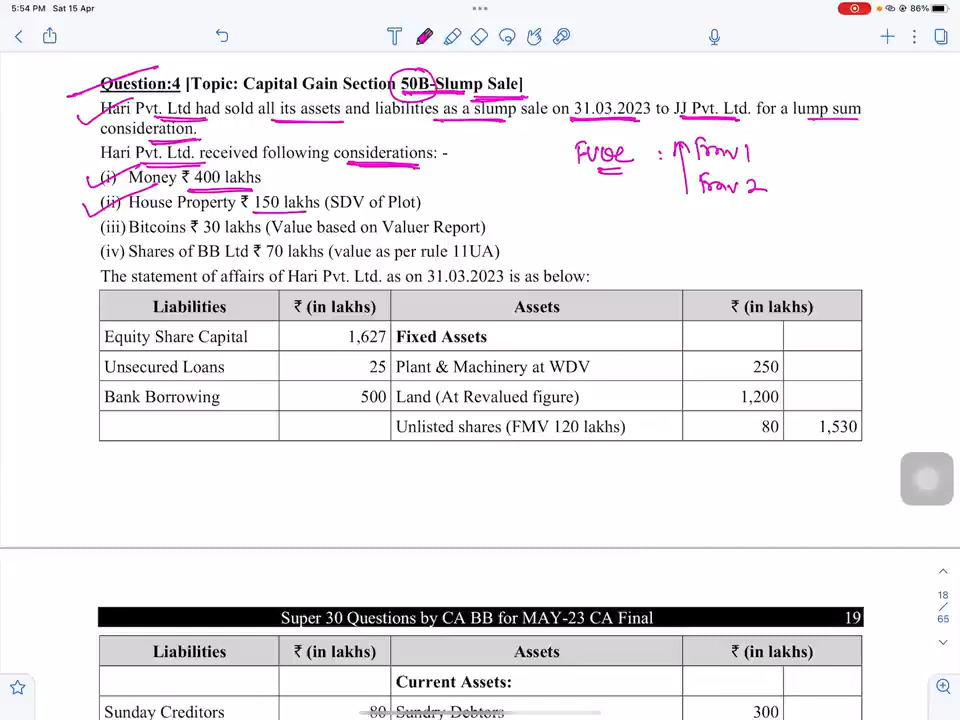 5:54 PM Sat 15 Apr
86%
Question:4 [Topic: Capital Gain Section 50B-Slump Sale]
Hari Pvt. Ltd had sold all its assets and liabilities as a slump sale on 31.03.2023 to JJ Pvt. Ltd. for a lump sum
consideration.
Hari Pvt. Ltd. received following considerations: -
FVOC : Fmv 1
Fmv 2
(i) Money ₹ 400 lakhs
(ii) House Property ₹ 150 lakhs (SDV of Plot)
(iii) Bitcoins ₹ 30 lakhs (Value based on Valuer Report)
(iv) Shares of BB Ltd ₹ 70 lakhs (value as per rule 11UA)
The statement of affairs of Hari Pvt. Ltd. as on 31.03.2023 is as below:
Liabilities ₹ (in lakhs) Assets ₹ (in lakhs)
Equity Share Capital 1,627 Fixed Assets
Unsecured Loans 25 Plant & Machinery at WDV 250
Bank Borrowing 500 Land (At Revalued figure) 1,200
Unlisted shares (FMV 120 lakhs) 80 1,530
18
/
65
Super 30 Questions by CA BB for MAY-23 CA Final 19
Liabilities ₹ (in lakhs) Assets ₹ (in lakhs)
Current Assets:
Sunday Creditors 80 Sundry Debtors 300